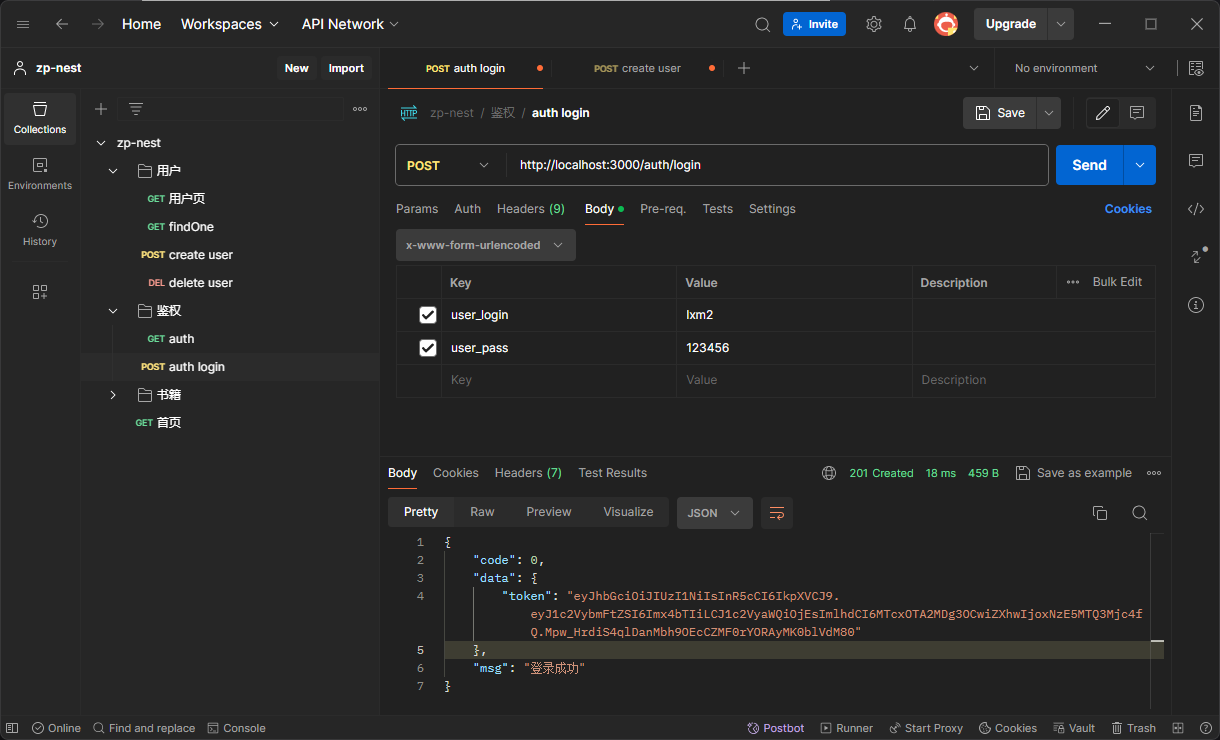 Home Workspaces API Network Invite Upgrade
zp-nest New Import POST auth login POST create user No environment
Collections
Environments
History
zp-nest
用户
GET 用户页
GET findOne
POST create user
DEL delete user
鉴权
GET auth
POST auth login
书籍
GET 首页
HTTP zp-nest / 鉴权 / auth login Save
POST http://localhost:3000/auth/login Send
Params Auth Headers (9) Body Pre-req. Tests Settings Cookies
x-www-form-urlencoded
Key Value Description Bulk Edit
user_login lxm2
user_pass 123456
Key Value Description
Body Cookies Headers (7) Test Results 201 Created 18 ms 459 B Save as example
Pretty Raw Preview Visualize JSON
1 {
2 "code": 0,
3 "data": {
4 "token": "eyJhbGciOiJIUzI1NiIsInR5cCI6IkpXVCJ9.
eyJ1c2VybmFtZSI6Imx4bTIiLCJ1c2VyaWQiOjEsImlhdCI6MTcxOTA2MDg3OCwiZXhwIjoxNzE5MTQ3Mjc4f
Q.Mpw_HrdiS4qlDanMbh9OEcCZMF0rYORAyMK0blVdM80"
5 },
6 "msg": "登录成功"
7 }
Online Find and replace Console Postbot Runner Start Proxy Cookies Vault Trash